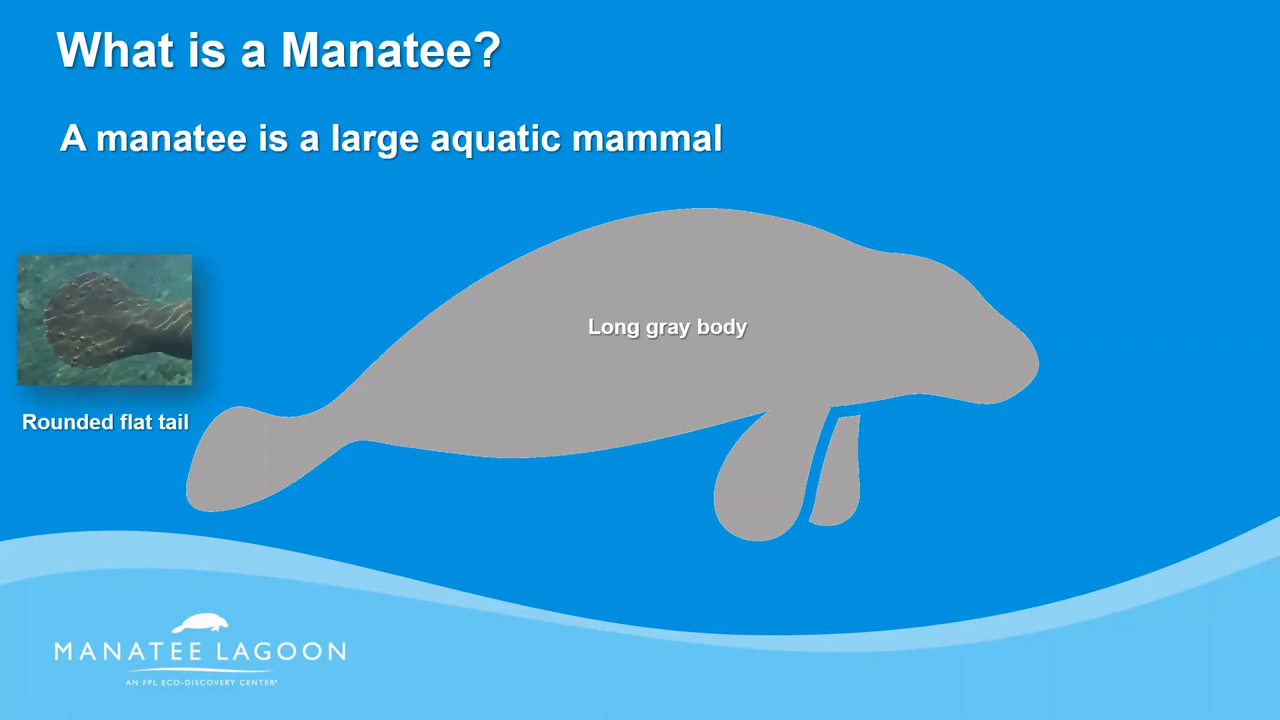 What is a Manatee?
A manatee is a large aquatic mammal
Long gray body
Rounded flat tail
MANATEE LAGOON
AN FPL ECO-DISCOVERY CENTER®